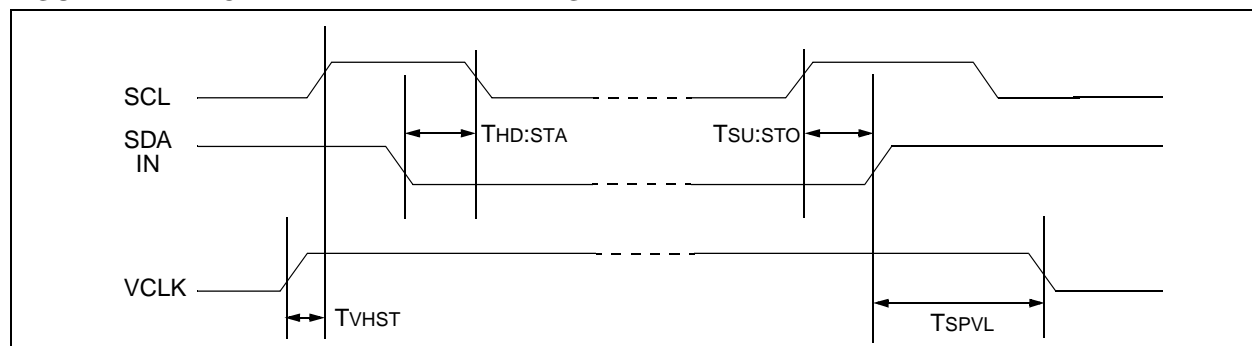 SCL
THD:STA
TSU:STO
SDA
IN
VCLK
TVHST
TSPVL